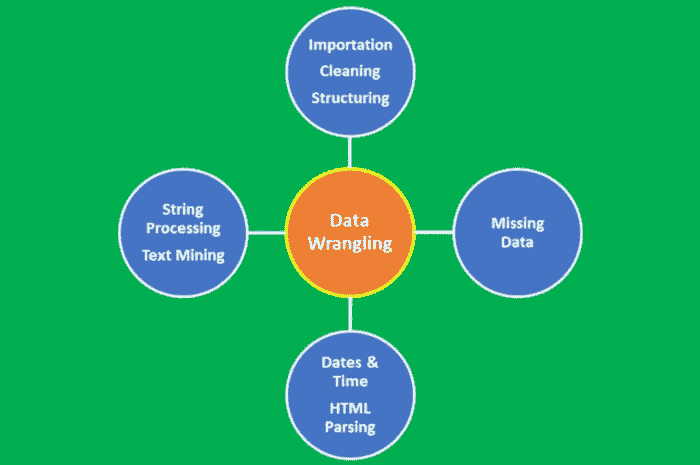 Importation
Cleaning
Structuring
String
Processing
Text Mining
Data
Wrangling
Missing
Data
Dates &
Time
HTML
Parsing